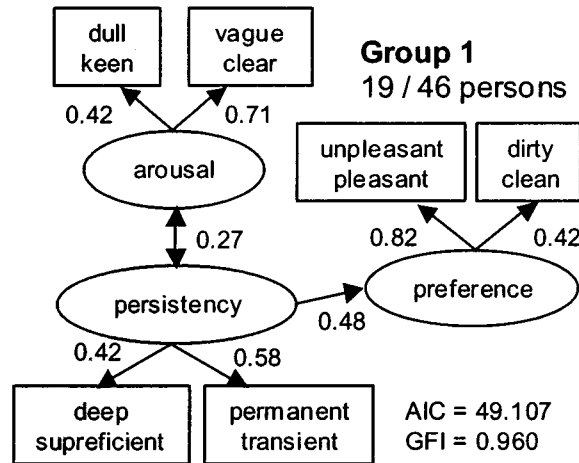 dull
keen
vague
clear
Group 1
19 / 46 persons
0.42
0.71
unpleasant
pleasant
dirty
clean
arousal
0.82
0.42
0.27
persistency
preference
0.48
0.42
0.58
deep
supreficient
permanent
transient
AIC = 49.107
GFI = 0.960